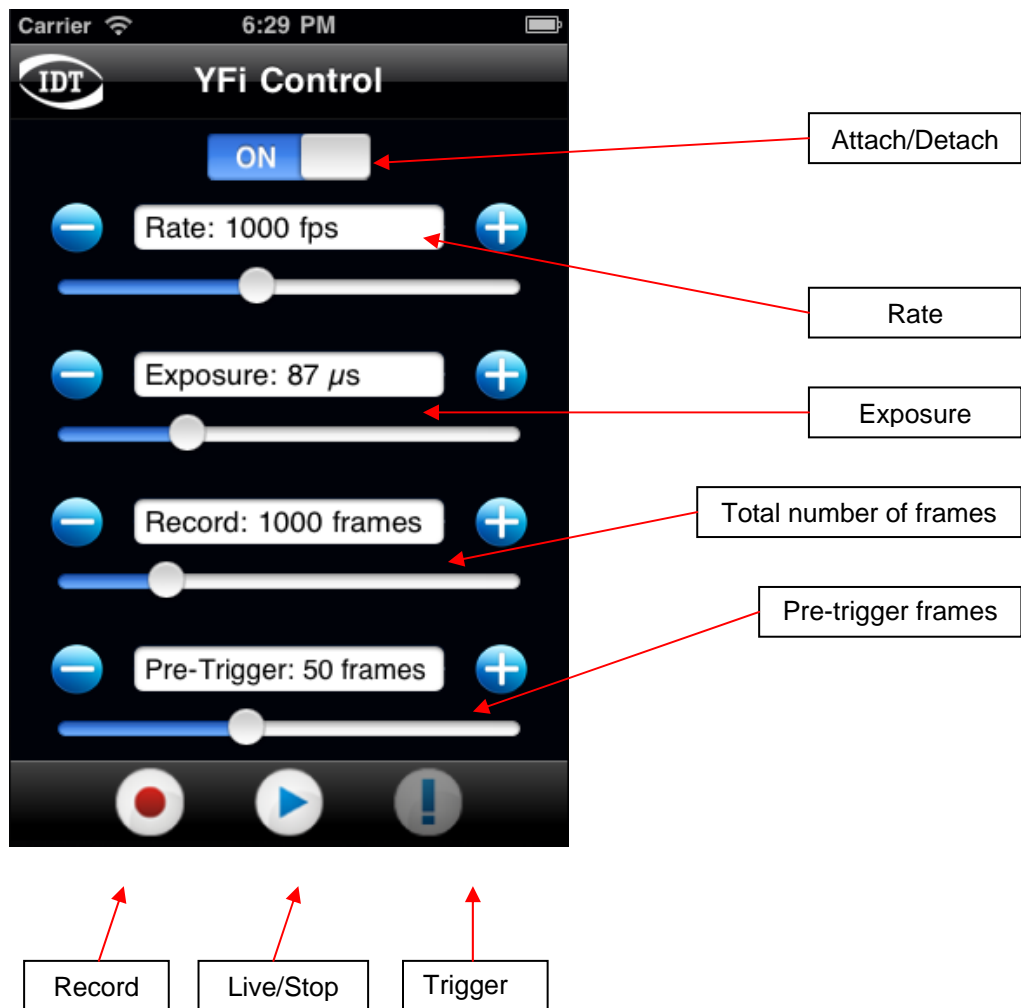 Carrier 6:29 PM
IDT YFi Control
ON
Attach/Detach
Rate: 1000 fps
Rate
Exposure: 87 µs
Exposure
Record: 1000 frames
Total number of frames
Pre-trigger frames
Pre-Trigger: 50 frames
Record Live/Stop Trigger